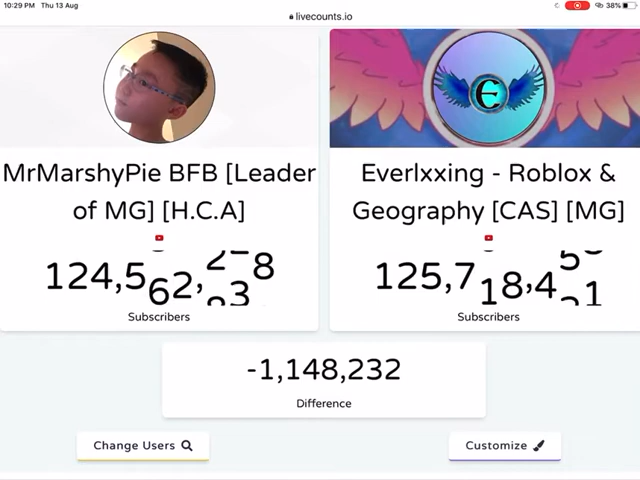 10:29 PM Thu 13 Aug
38%
livecounts.io
MrMarshyPie BFB [Leader
of MG] [H.C.A]
Everlxxing - Roblox &
Geography [CAS] [MG]
Subscribers
Subscribers
-1,148,232
Difference
Change Users
Customize